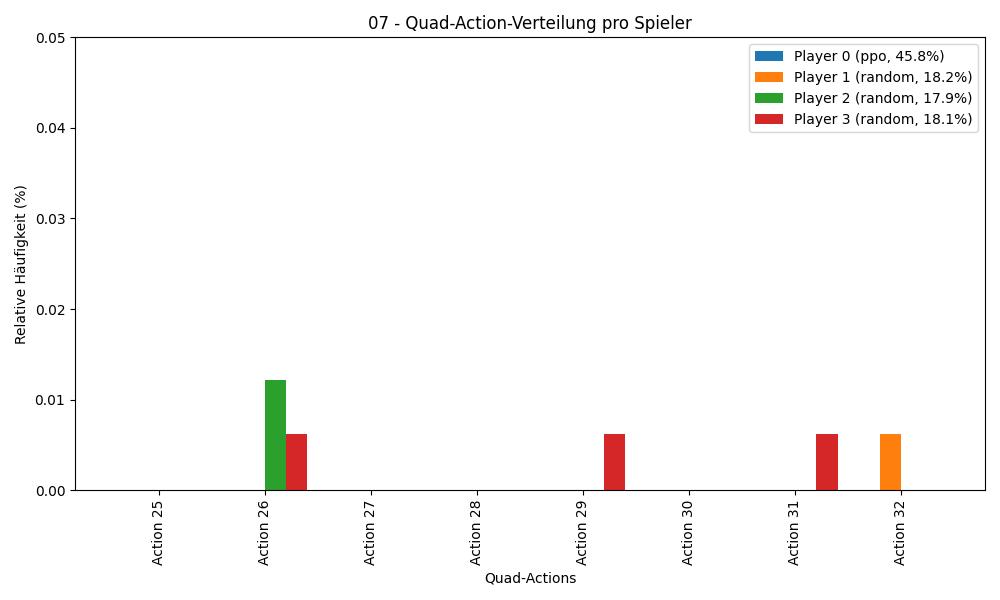 07 - Quad-Action-Verteilung pro Spieler
Player 0 (ppo, 45.8%)
Player 1 (random, 18.2%)
Player 2 (random, 17.9%)
Player 3 (random, 18.1%)
Relative Häufigkeit (%)
0.05
0.04
0.03
0.02
0.01
0.00
Action 25
Action 26
Action 27
Action 28
Action 29
Action 30
Action 31
Action 32
Quad-Actions